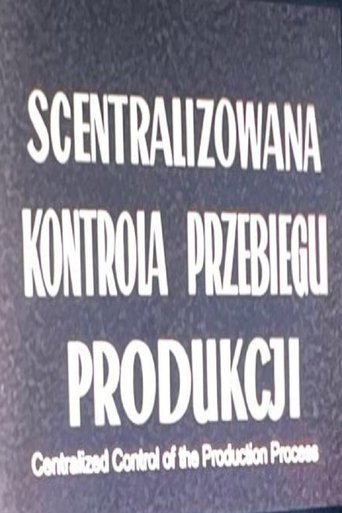 SCENTRALIZOWANA
KONTROLA PRZEBIEGU
PRODUKCJI
Centralized Control of the Production Process